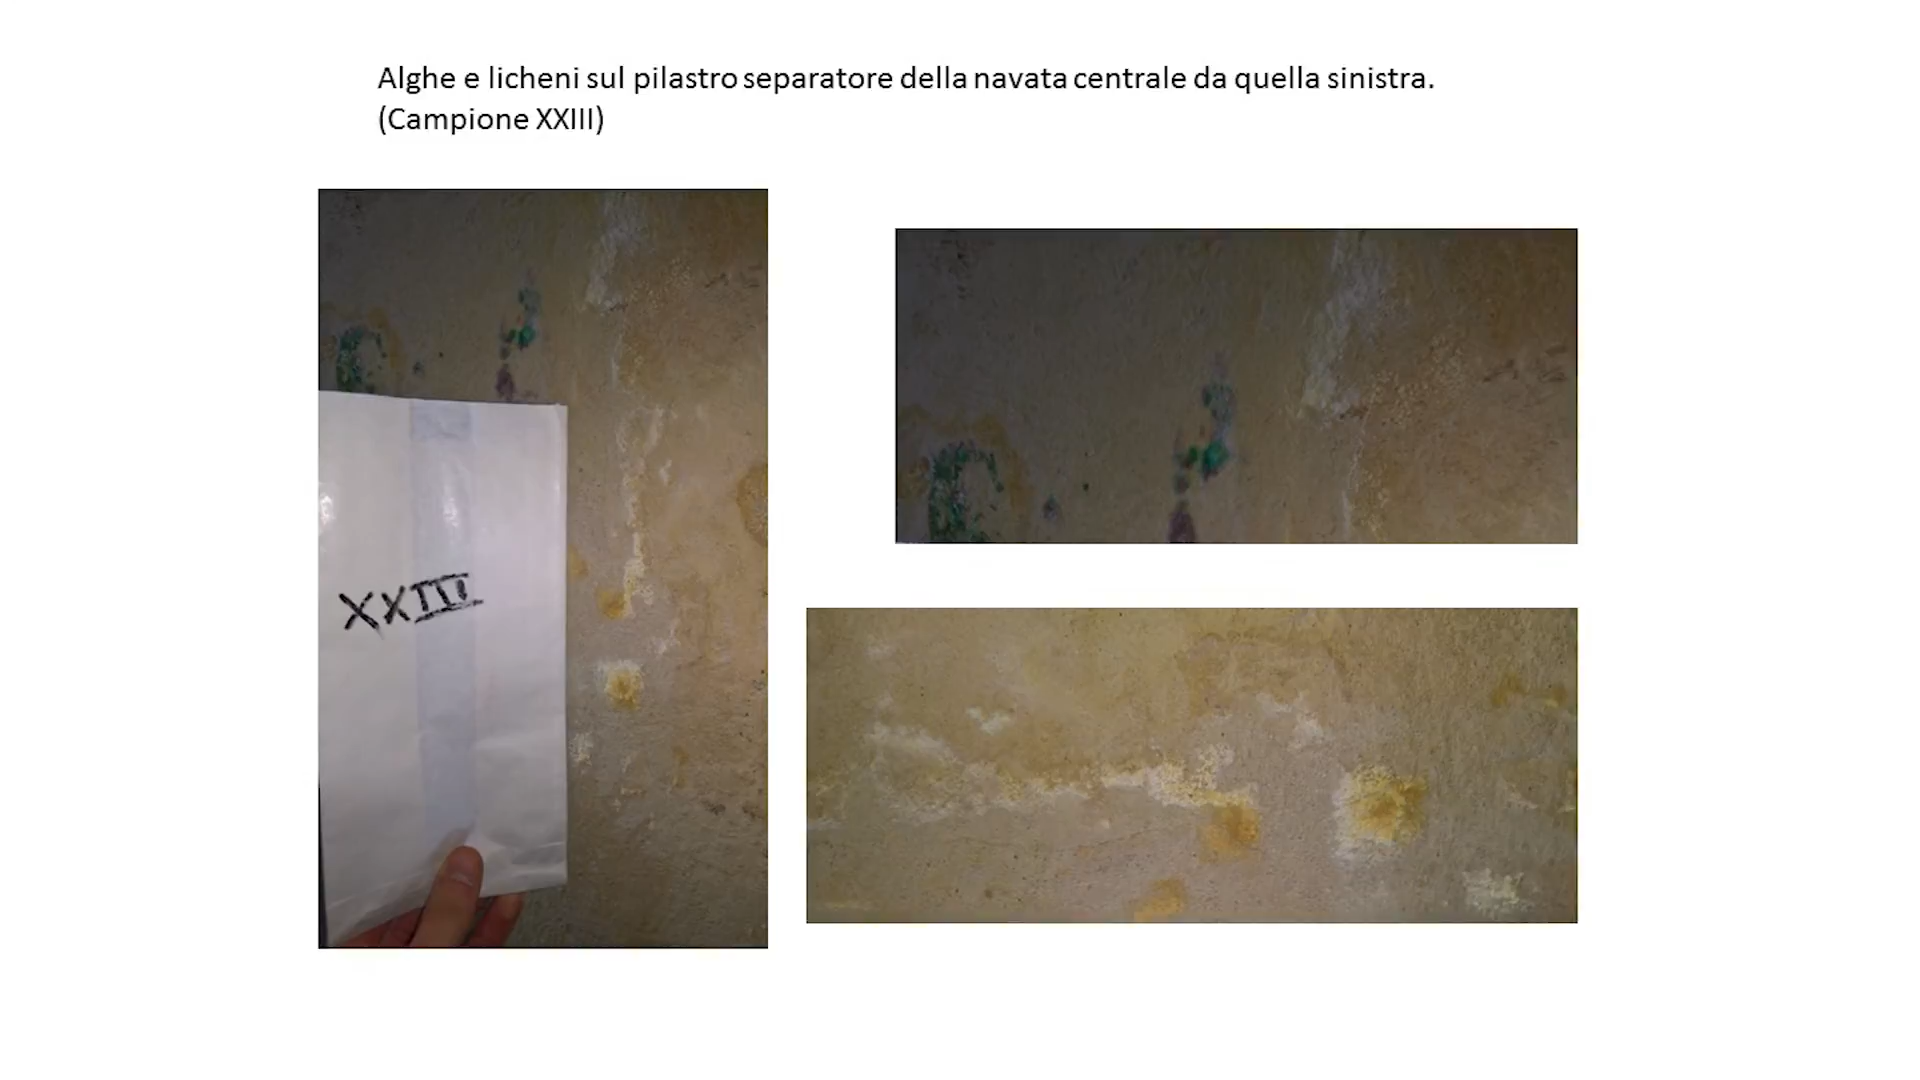 Alghe e licheni sul pilastro separatore della navata centrale da quella sinistra.
(Campione XXIII)
XXIII